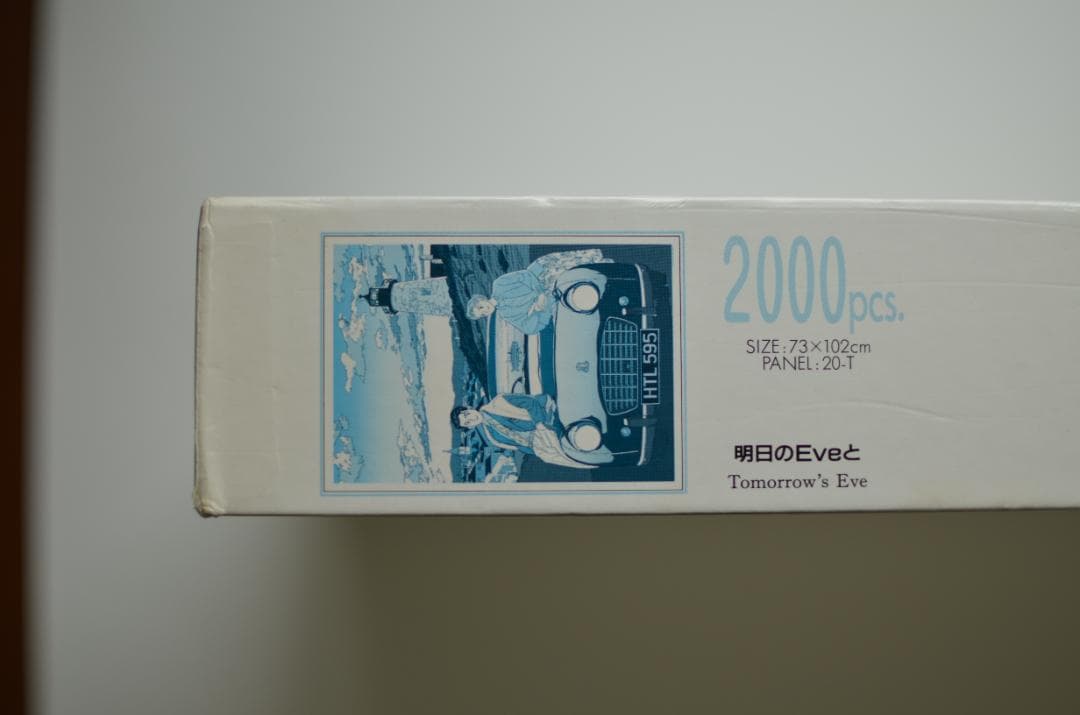 2000pcs.
SIZE:73×102cm
PANEL:20-T
明日のEveと
Tomorrow's Eve
HTL 595